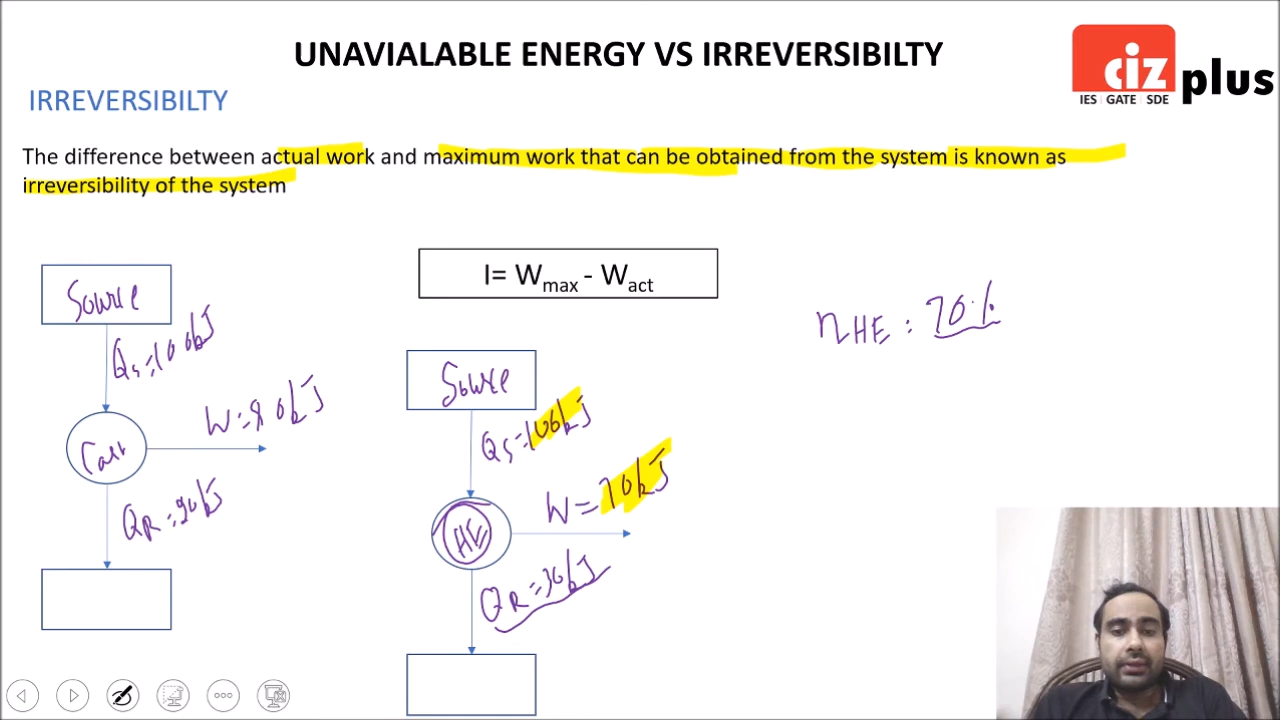 UNAVIALABLE ENERGY VS IRREVERSIBILTY
ciz plus
IES | GATE | SDE
IRREVERSIBILTY
The difference between actual work and maximum work that can be obtained from the system is known as
irreversibility of the system
I= Wmax - Wact
Source
Qs=100kJ
W=80kJ
QR=20kJ
Source
Qs=100kJ
HE
W=70kJ
QR=30kJ
ηHE : 70%